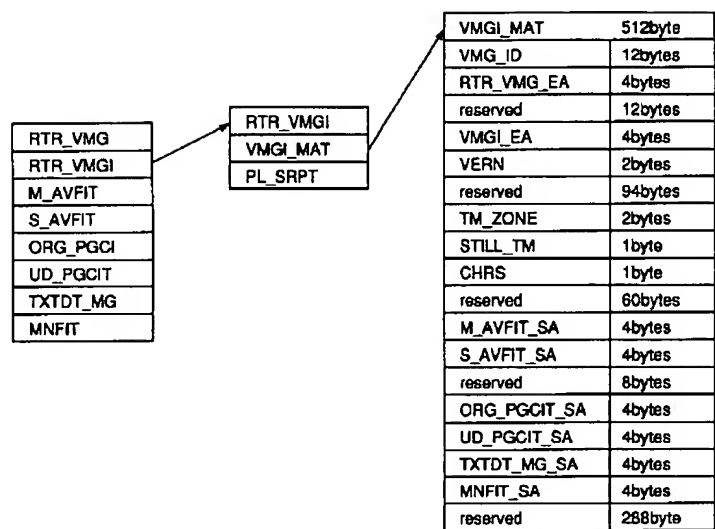 RTR_VMG
RTR_VMGI
M_AVFIT
S_AVFIT
ORG_PGCI
UD_PGCIT
TXTDT_MG
MNFIT
RTR_VMGI
VMGI_MAT
PL_SRPT
VMGI_MAT 512byte
VMG_ID 12bytes
RTR_VMG_EA 4bytes
reserved 12bytes
VMGI_EA 4bytes
VERN 2bytes
reserved 94bytes
TM_ZONE 2bytes
STILL_TM 1byte
CHRS 1byte
reserved 60bytes
M_AVFIT_SA 4bytes
S_AVFIT_SA 4bytes
reserved 8bytes
ORG_PGCIT_SA 4bytes
UD_PGCIT_SA 4bytes
TXTDT_MG_SA 4bytes
MNFIT_SA 4bytes
reserved 288byte